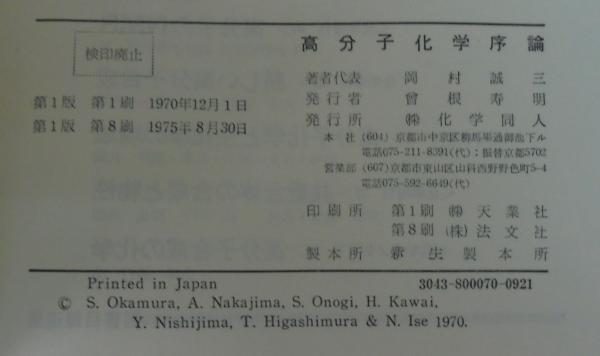 高分子化学序論
検印廃止
著者代表 岡村誠三
第1版 第1刷 1970年12月1日
発行者 曾根寿明
第1版 第8刷 1975年8月30日
発行所 ㈱化学同人
本社 (604) 京都市中京区柳馬場通御池下ル
電話075-211-8391(代);振替京都5702
営業部 (607)京都市東山区山科西野野色町5-4
電話075-592-6649(代)
印刷所 第1刷 ㈱天業社
第8刷 (株)法文社
製本所 新生製本所
Printed in Japan 3043-800070-0921
© S. Okamura, A. Nakajima, S. Onogi, H. Kawai,
Y. Nishijima, T. Higashimura & N. Ise 1970.